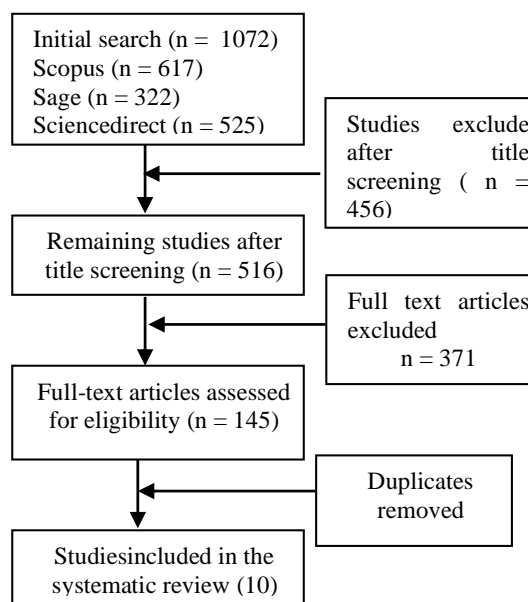 Initial search (n =  1072)
Scopus (n = 617)
Sage (n = 322)
Sciencedirect (n = 525)
Studies exclude
after title
screening ( n =
456)
Remaining studies after
title screening (n = 516)
Full text articles
excluded
n = 371
Full-text articles assessed
for eligibility (n = 145)
Duplicates
removed
Studiesincluded in the
systematic review (10)